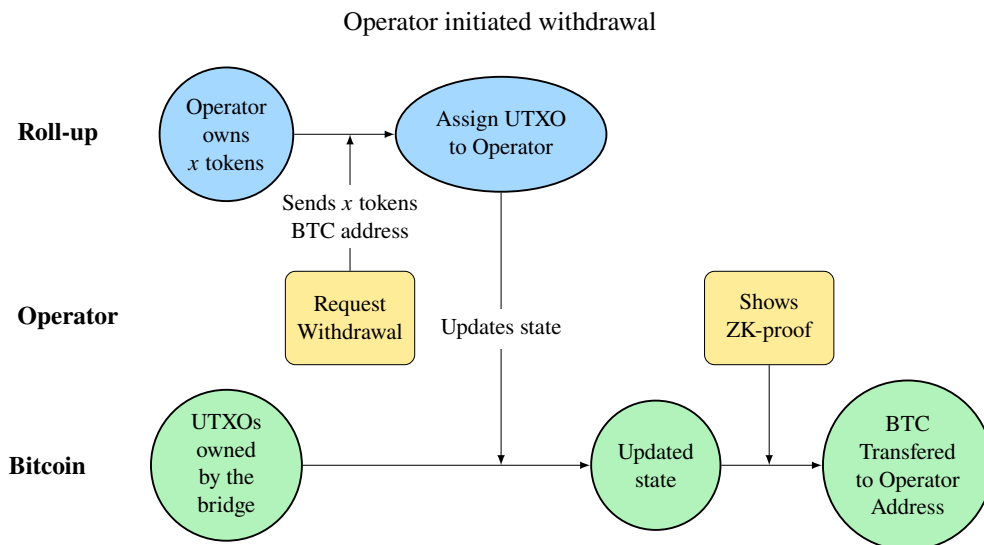 Operator initiated withdrawal
Roll-up
Operator
owns
x tokens
Assign UTXO
to Operator
Sends x tokens
BTC address
Operator
Request
Withdrawal
Updates state
Shows
ZK-proof
Bitcoin
UTXOs
owned
by the
bridge
Updated
state
BTC
Transfered
to Operator
Address